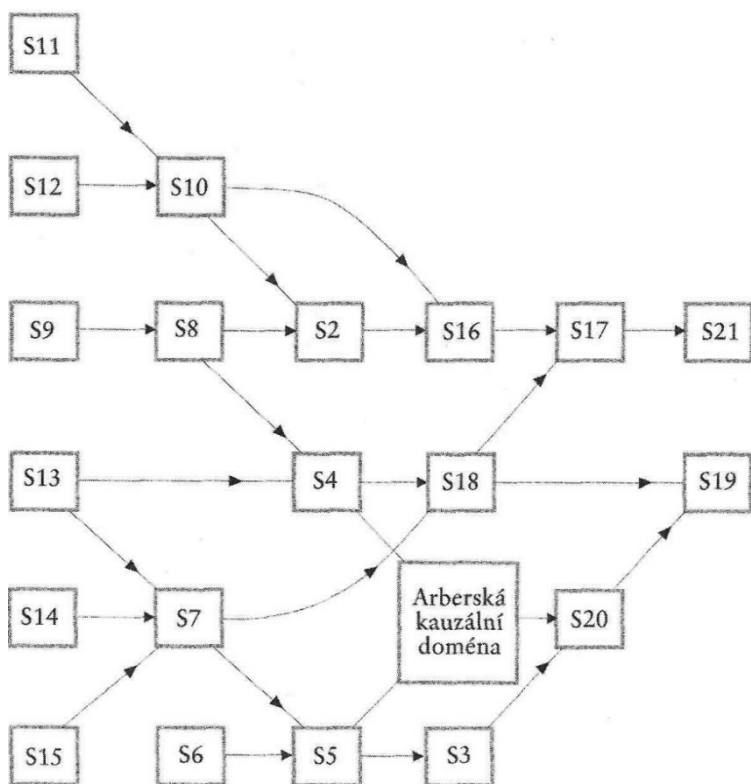 S11
S12
S10
S9
S8
S2
S16
S17
S21
S13
S4
S18
S19
S14
S7
Arberská
kauzální
doména
S20
S15
S6
S5
S3